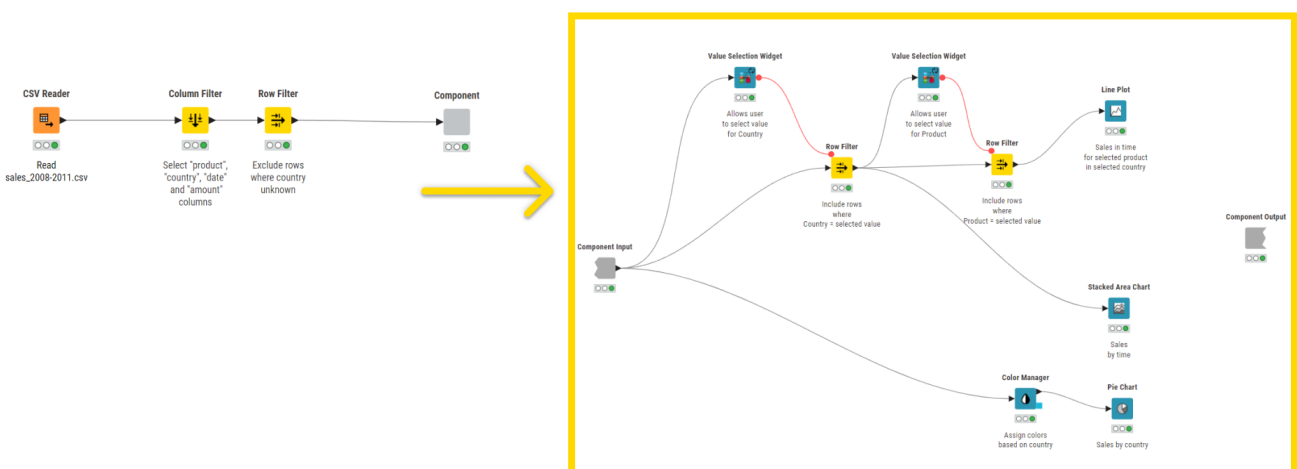 CSV Reader
Read
sales_2008-2011.csv
Column Filter
Select "product",
"country", "date"
and "amount"
columns
Row Filter
Exclude rows
where country
unknown
Component
Component Input
Value Selection Widget
Allows user
to select value
for Country
Row Filter
Include rows
where
Country = selected value
Value Selection Widget
Allows user
to select value
for Product
Row Filter
Include rows
where
Product = selected value
Line Plot
Sales in time
for selected product
in selected country
Component Output
Stacked Area Chart
Sales
by time
Color Manager
Assign colors
based on country
Pie Chart
Sales by country